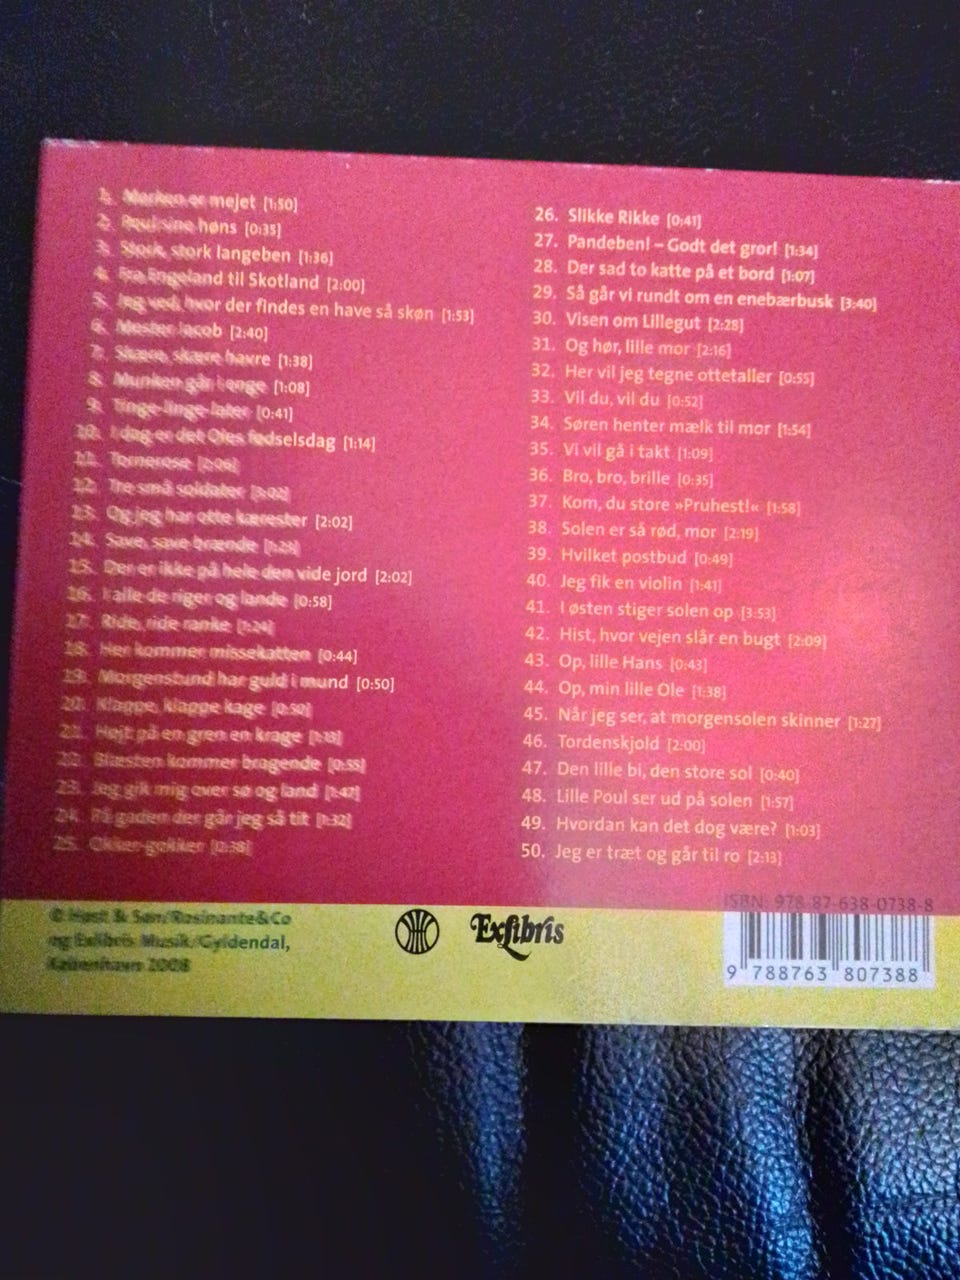 1. Marken er mejet [1:50]
2. Poul sine høns [0:35]
3. Stork, stork langeben [1:36]
4. Fra Engeland til Skotland [2:00]
5. Jeg ved, hvor der findes en have så skøn [1:53]
6. Mester Jacob [2:40]
7. Skære, skære havre [1:38]
8. Munken går i enge [1:08]
9. Tinge-linge-later [0:41]
10. I dag er det Oles fødselsdag [1:14]
11. Tornerose [2:06]
12. Tre små soldater [3:02]
13. Og jeg har otte kærester [2:02]
14. Save, save brænde [1:28]
15. Der er ikke på hele den vide jord [2:02]
16. I alle de riger og lande [0:58]
17. Ride, ride ranke [1:24]
18. Her kommer missekatten [0:44]
19. Morgenstund har guld i mund [0:50]
20. Klappe, klappe kage [0:50]
21. Højt på en gren en krage [1:13]
22. Blæsten kommer bragende [0:55]
23. Jeg gik mig over sø og land [1:47]
24. På gaden der går jeg så tit [1:32]
25. Okker-gokker [0:38]
26. Slikke Rikke [0:41]
27. Pandeben! – Godt det gror! [1:34]
28. Der sad to katte på et bord [1:07]
29. Så går vi rundt om en enebærbusk [3:40]
30. Visen om Lillegut [2:28]
31. Og hør, lille mor [2:16]
32. Her vil jeg tegne ottetaller [0:55]
33. Vil du, vil du [0:52]
34. Søren henter mælk til mor [1:54]
35. Vi vil gå i takt [1:09]
36. Bro, bro, brille [0:35]
37. Kom, du store »Pruhest!« [1:58]
38. Solen er så rød, mor [2:19]
39. Hvilket postbud [0:49]
40. Jeg fik en violin [1:41]
41. I østen stiger solen op [3:53]
42. Hist, hvor vejen slår en bugt [2:09]
43. Op, lille Hans [0:43]
44. Op, min lille Ole [1:38]
45. Når jeg ser, at morgensolen skinner [1:27]
46. Tordenskjold [2:00]
47. Den lille bi, den store sol [0:40]
48. Lille Poul ser ud på solen [1:57]
49. Hvordan kan det dog være? [1:03]
50. Jeg er træt og går til ro [2:13]
© Høst & Søn/Rosinante&Co
og Exlibris Musik/Gyldendal,
København 2008
Exlibris
ISBN: 978-87-638-0738-8
9 788763 807388